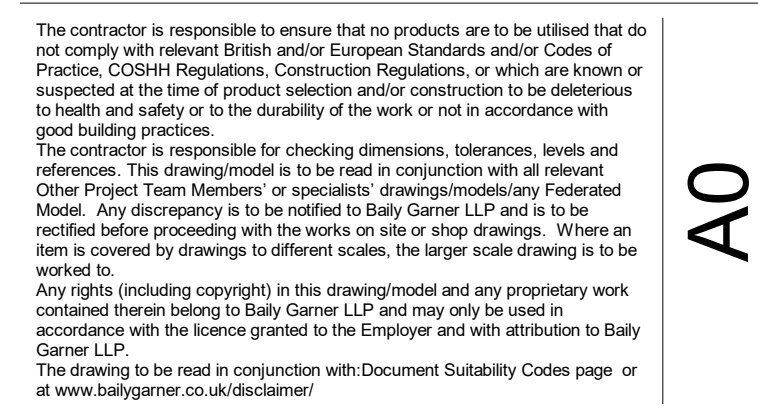 The contractor is responsible to ensure that no products are to be utilised that do
not comply with relevant British and/or European Standards and/or Codes of
Practice, COSHH Regulations, Construction Regulations, or which are known or
suspected at the time of product selection and/or construction to be deleterious
to health and safety or to the durability of the work or not in accordance with
good building practices.
The contractor is responsible for checking dimensions, tolerances, levels and
references. This drawing/model is to be read in conjunction with all relevant
Other Project Team Members’ or specialists’ drawings/models/any Federated
Model.  Any discrepancy is to be notified to Baily Garner LLP and is to be
rectified before proceeding with the works on site or shop drawings.  Where an
item is covered by drawings to different scales, the larger scale drawing is to be
worked to.
Any rights (including copyright) in this drawing/model and any proprietary work
contained therein belong to Baily Garner LLP and may only be used in
accordance with the licence granted to the Employer and with attribution to Baily
Garner LLP.
The drawing to be read in conjunction with:Document Suitability Codes page  or
at www.bailygarner.co.uk/disclaimer/
A0